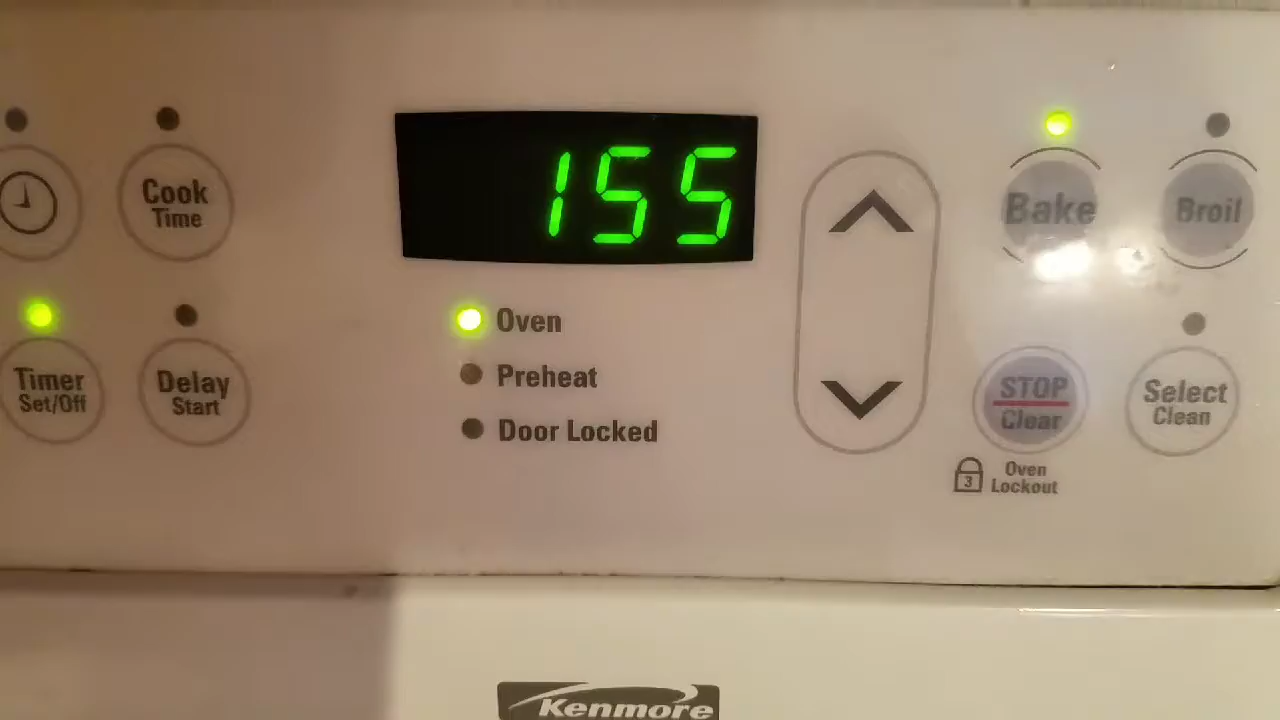 155
Cook
Time
Bake
Broil
Oven
Preheat
Door Locked
Timer
Set/Off
Delay
Start
STOP
Clear
Select
Clean
3
Oven
Lockout
Kenmore